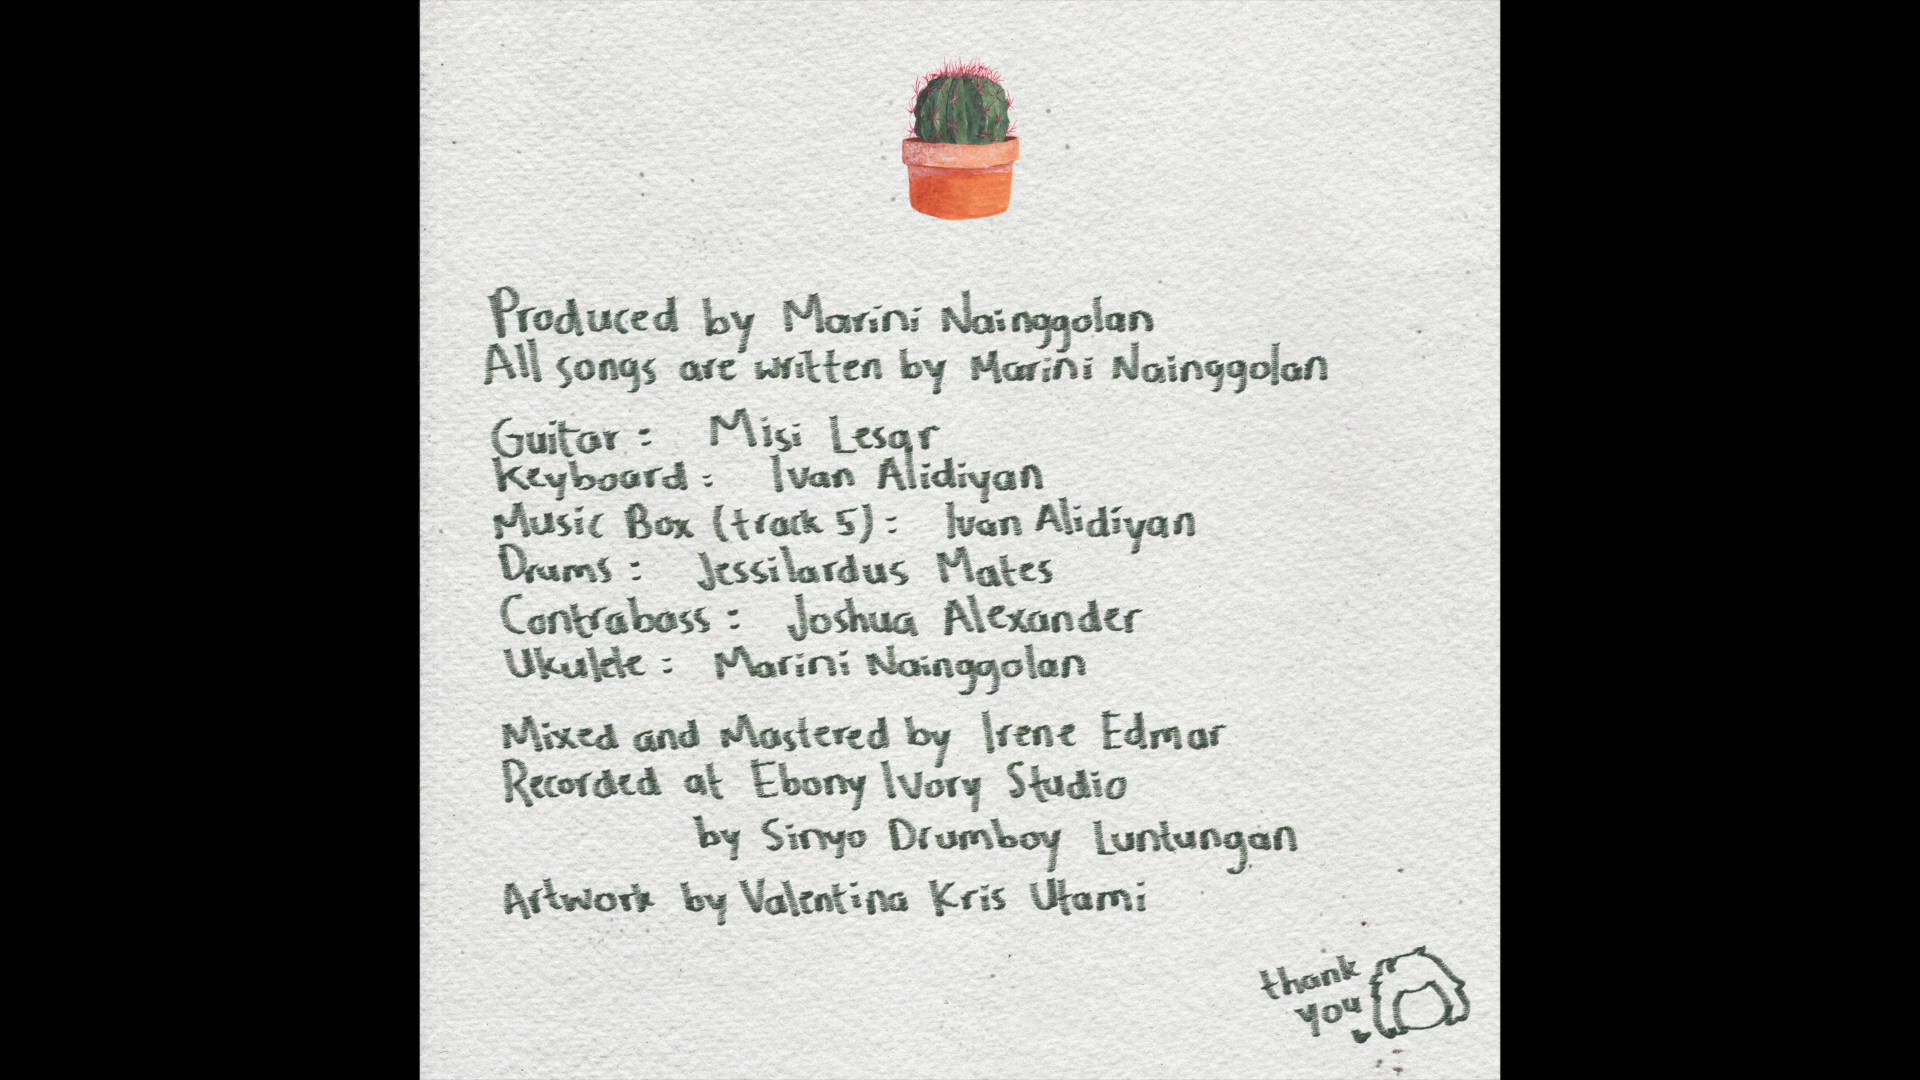 Produced by Marini Nainggolan
All songs are written by Marini Nainggolan
Guitar : Misi Lesar
Keyboard : Ivan Alidiyan
Music Box (track 5) : Ivan Alidiyan
Drums : Jessilardus Mates
Contrabass : Joshua Alexander
Ukulele : Marini Nainggolan
Mixed and Mastered by Irene Edmar
Recorded at Ebony Ivory Studio
by Sinyo Drumboy Luntungan
Artwork by Valentina Kris Utami
thank
you